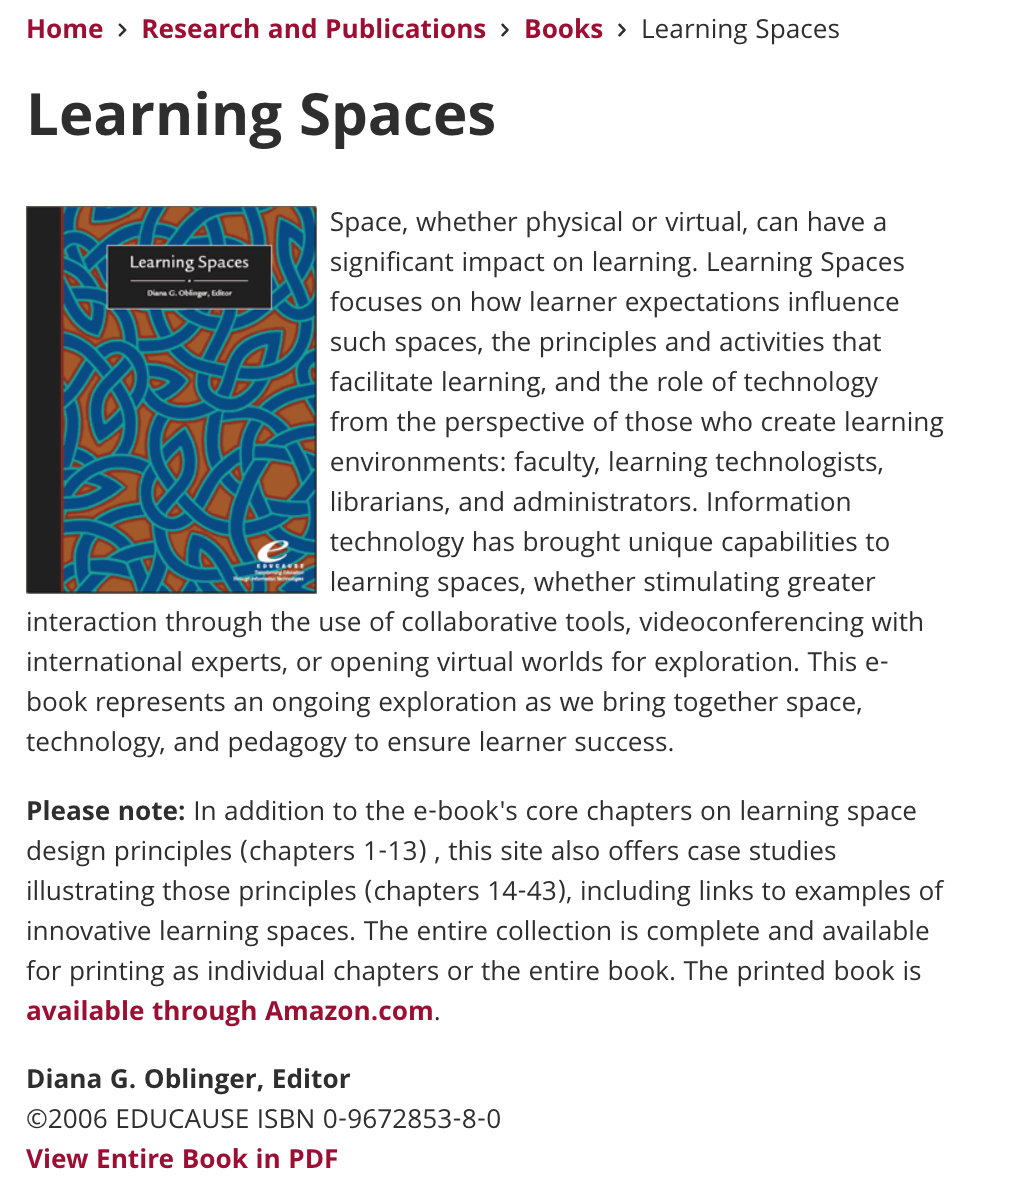 Home › Research and Publications › Books › Learning Spaces
Learning Spaces
Learning Spaces
Diana G. Oblinger, Editor
EDUCAUSE
Transforming Education
Through Information Technologies
Space, whether physical or virtual, can have a
significant impact on learning. Learning Spaces
focuses on how learner expectations influence
such spaces, the principles and activities that
facilitate learning, and the role of technology
from the perspective of those who create learning
environments: faculty, learning technologists,
librarians, and administrators. Information
technology has brought unique capabilities to
learning spaces, whether stimulating greater
interaction through the use of collaborative tools, videoconferencing with
international experts, or opening virtual worlds for exploration. This e-
book represents an ongoing exploration as we bring together space,
technology, and pedagogy to ensure learner success.
Please note: In addition to the e-book's core chapters on learning space
design principles (chapters 1-13) , this site also offers case studies
illustrating those principles (chapters 14-43), including links to examples of
innovative learning spaces. The entire collection is complete and available
for printing as individual chapters or the entire book. The printed book is
available through Amazon.com.
Diana G. Oblinger, Editor
©2006 EDUCAUSE ISBN 0-9672853-8-0
View Entire Book in PDF